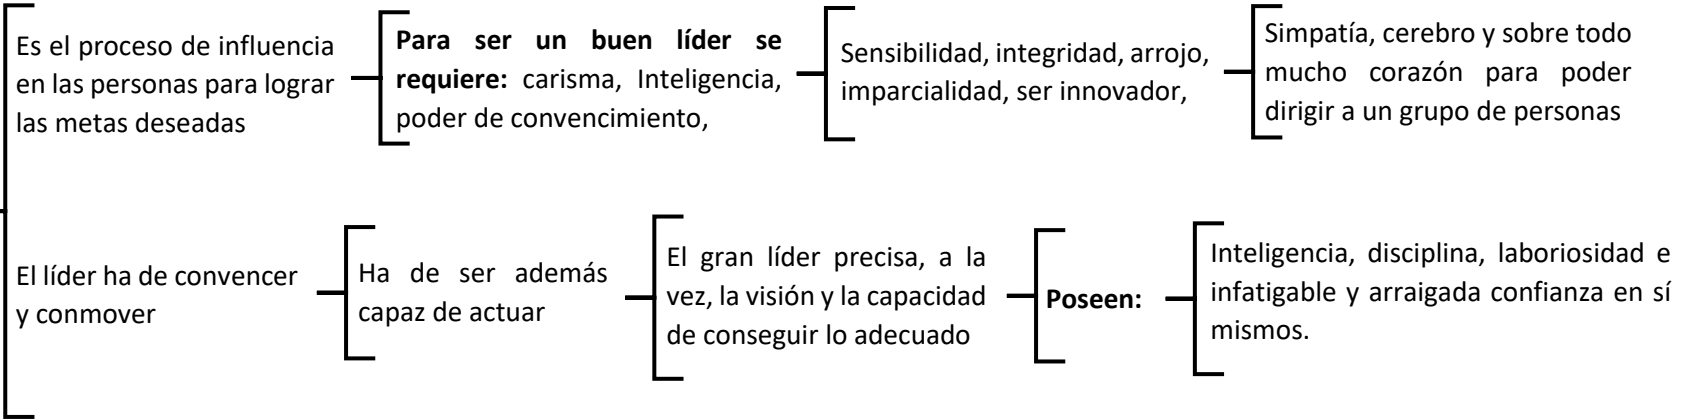 Es el proceso de influencia
en las personas para lograr
las metas deseadas
Para ser un buen líder se
requiere: carisma, Inteligencia,
poder de convencimiento,
Sensibilidad, integridad, arrojo,
imparcialidad, ser innovador,
Simpatía, cerebro y sobre todo
mucho corazón para poder
dirigir a un grupo de personas
El líder ha de convencer
y conmover
Ha de ser además
capaz de actuar
El gran líder precisa, a la
vez, la visión y la capacidad
de conseguir lo adecuado
Poseen:
Inteligencia, disciplina, laboriosidad e
infatigable y arraigada confianza en sí
mismos.